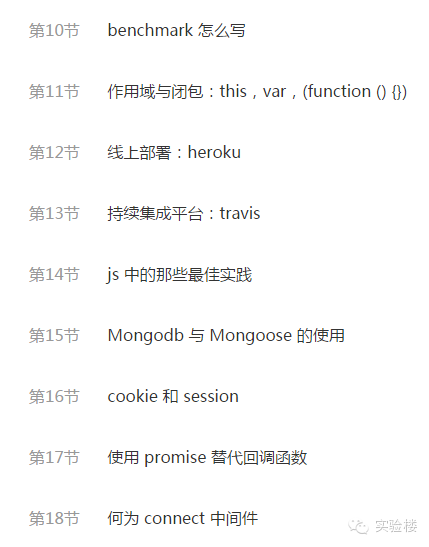 第10节 benchmark 怎么写
第11节 作用域与闭包：this，var，(function () {})
第12节 线上部署：heroku
第13节 持续集成平台：travis
第14节 js 中的那些最佳实践
第15节 Mongodb 与 Mongoose 的使用
第16节 cookie 和 session
第17节 使用 promise 替代回调函数
第18节 何为 connect 中间件
实验楼